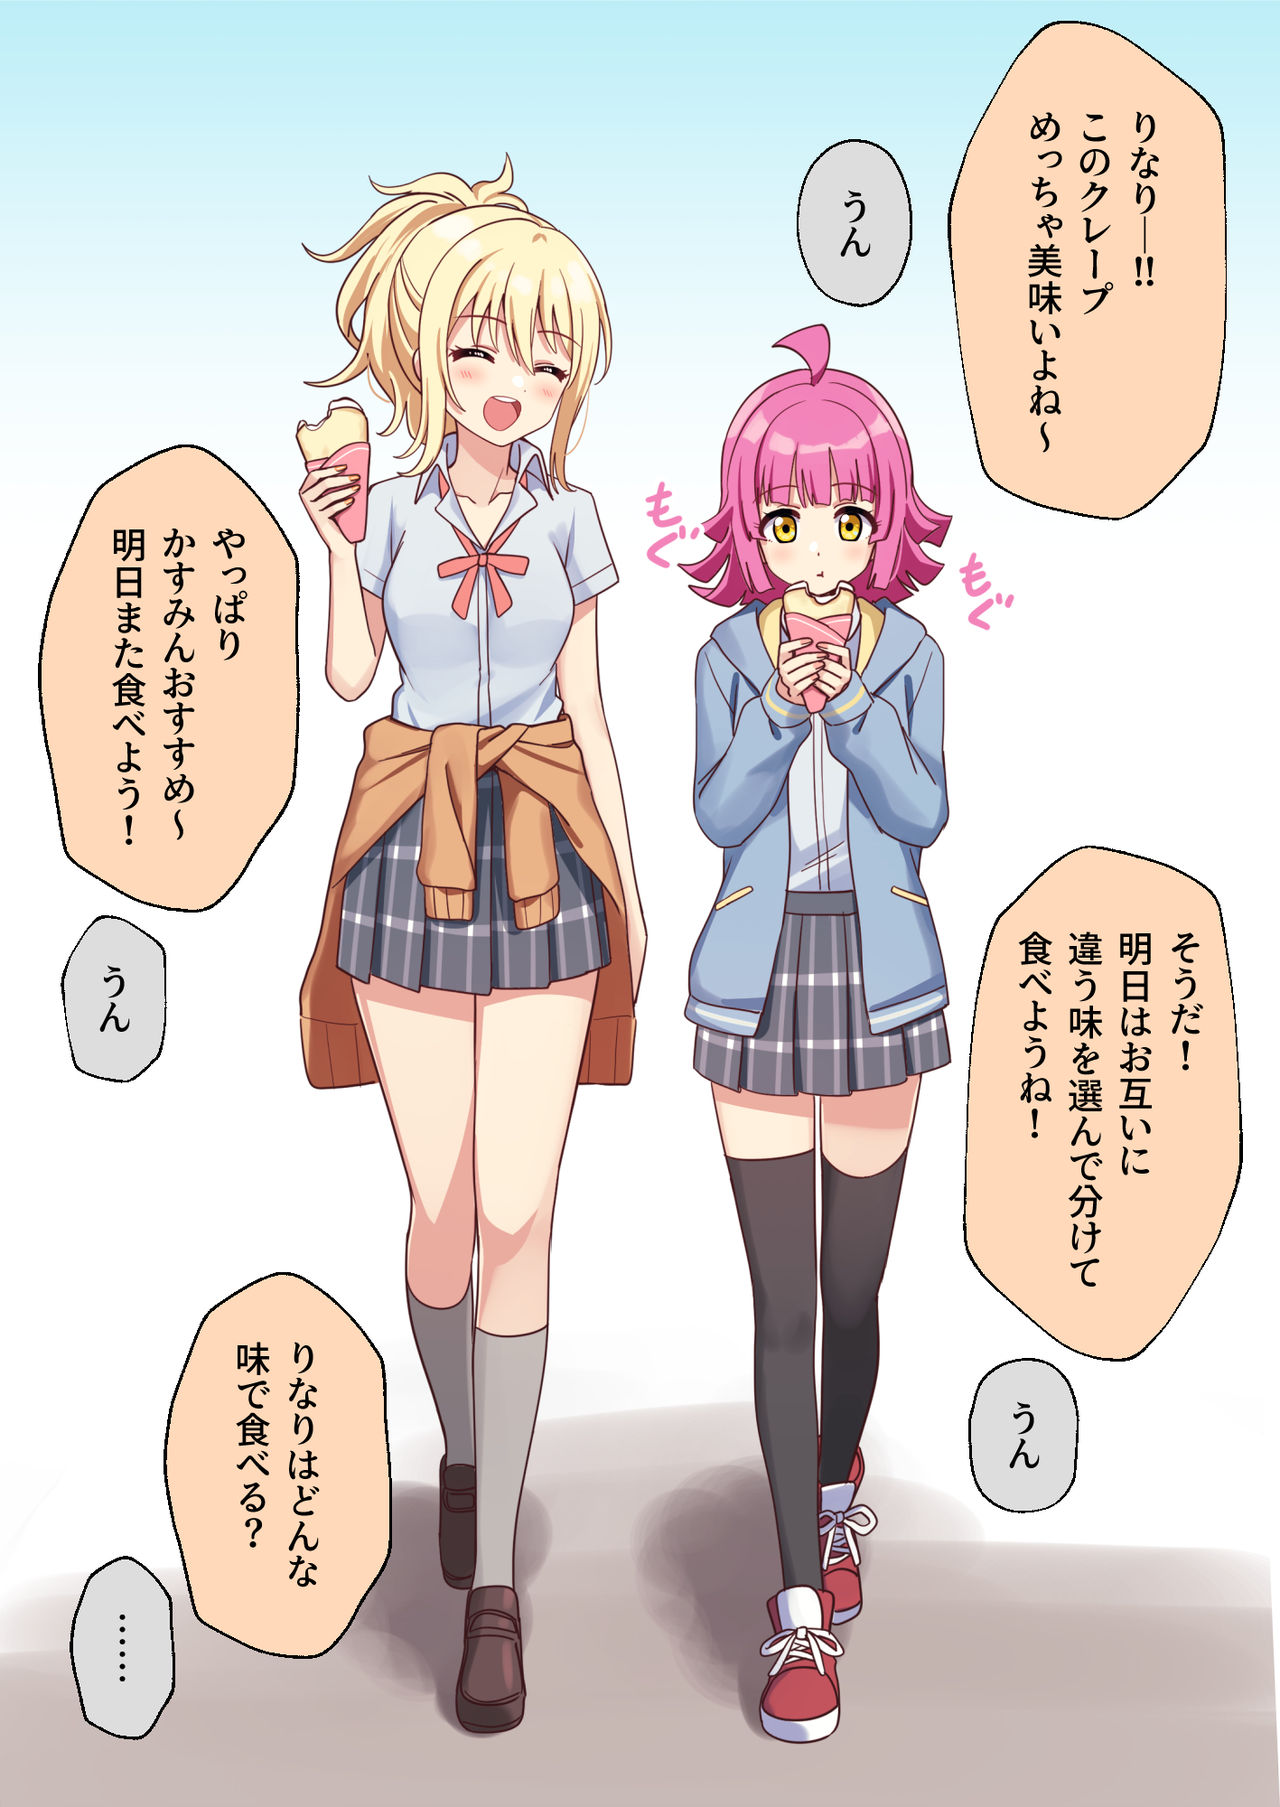 りなりー!!
このクレープ
めっちゃ美味いよね～
うん
もぐ
もぐ
やっぱり
かすみんおすすめ～
明日また食べよう！
うん
そうだ！
明日はお互いに
違う味を選んで分けて
食べようね！
うん
りなりはどんな
味で食べる？
……